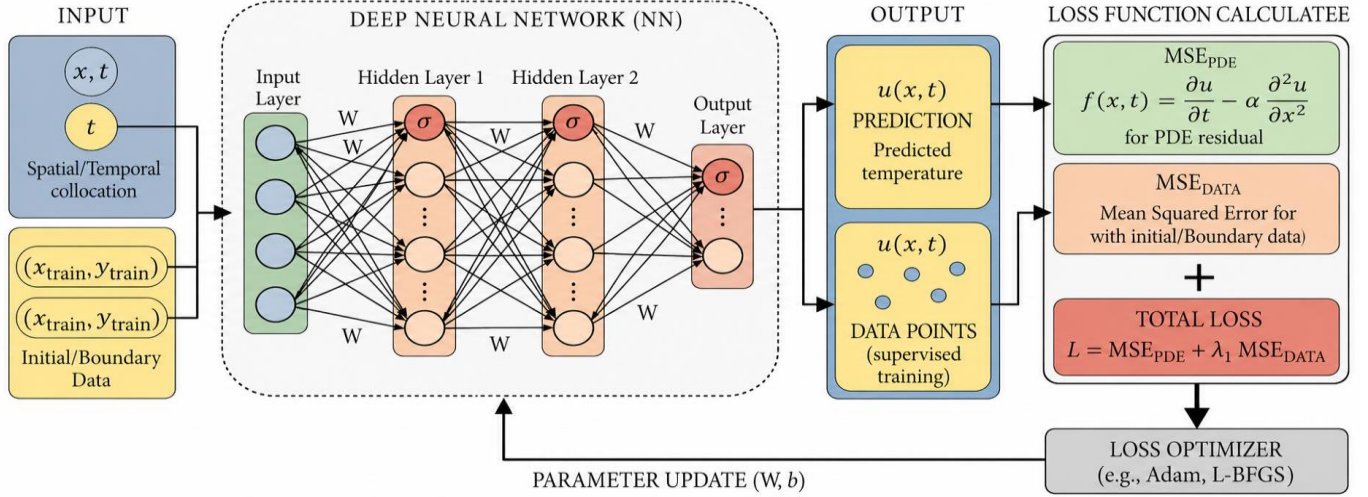 INPUT
x, t
t
Spatial/Temporal
collocation
(x_train, y_train)
(x_train, y_train)
Initial/Boundary
Data
DEEP NEURAL NETWORK (NN)
Input
Layer
Hidden Layer 1
Hidden Layer 2
Output
Layer
W
W
W
W
W
W
W
σ
σ
σ
⋮
⋮
⋮
⋮
⋮
OUTPUT
u(x, t)
PREDICTION
Predicted
temperature
u(x, t)
DATA POINTS
(supervised
training)
LOSS FUNCTION CALCULATEE
MSE_PDE
f(x, t) = ∂u/∂t − α ∂²u/∂x²
for PDE residual
MSE_DATA
Mean Squared Error for
with initial/Boundary data)
+
TOTAL LOSS
L = MSE_PDE + λ₁ MSE_DATA
LOSS OPTIMIZER
(e.g., Adam, L-BFGS)
PARAMETER UPDATE (W, b)